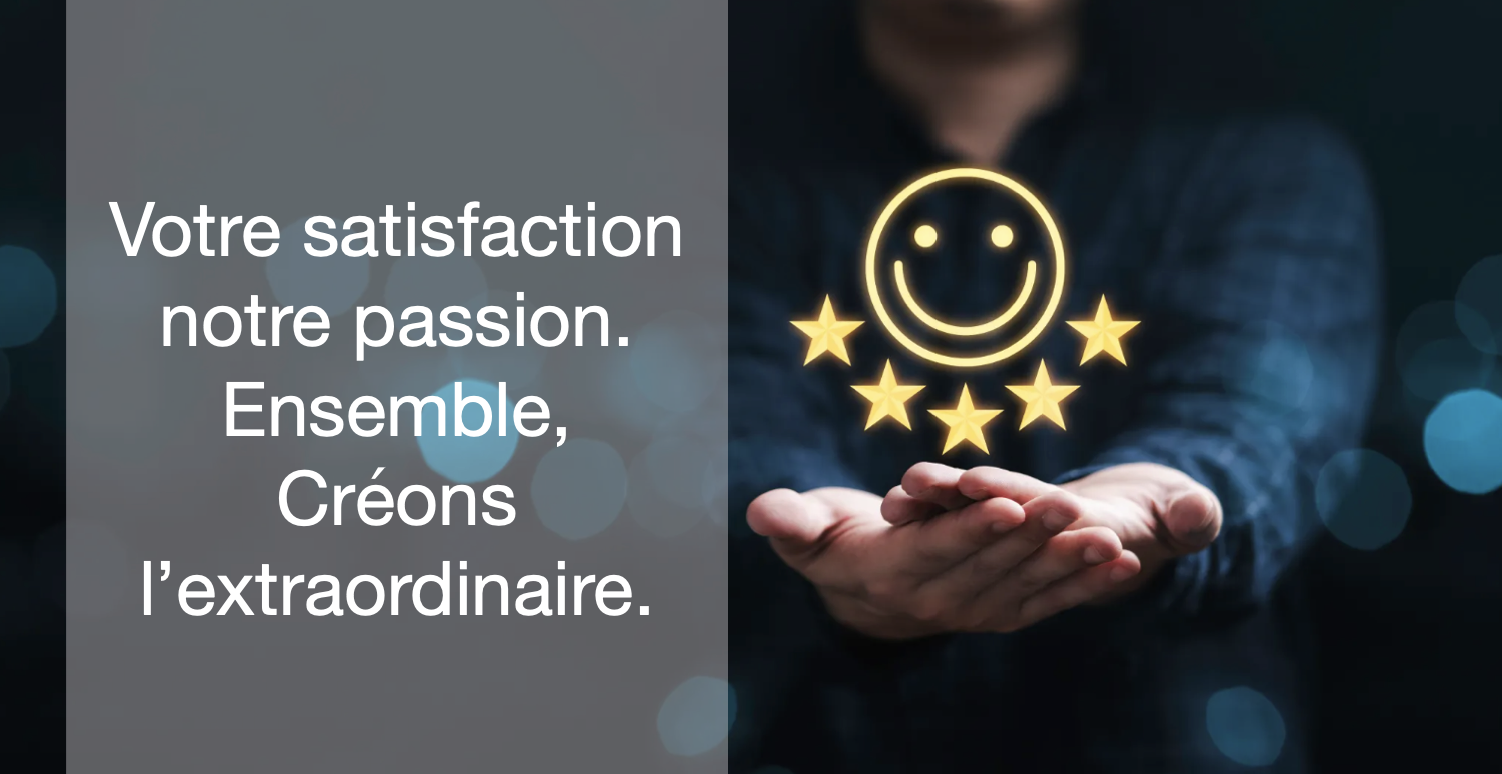 Votre satisfaction
notre passion.
Ensemble,
Créons
l’extraordinaire.